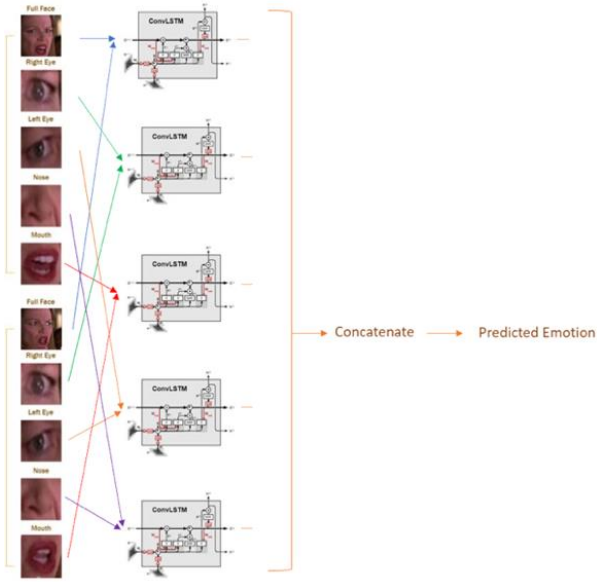 Full Face
Right Eye
Left Eye
Nose
Mouth
Full Face
Right Eye
Left Eye
Nose
Mouth
ConvLSTM
ConvLSTM
ConvLSTM
ConvLSTM
ConvLSTM
Concatenate
Predicted Emotion